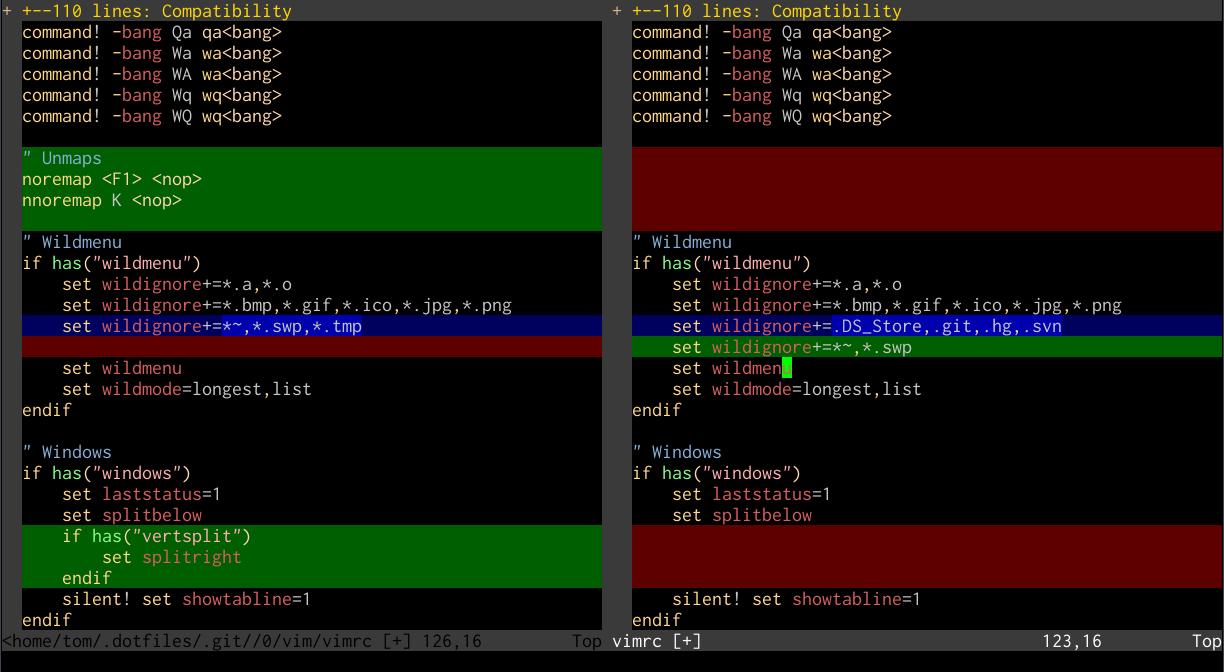 + +--110 lines: Compatibility
command! -bang Qa qa<bang>
command! -bang Wa wa<bang>
command! -bang WA wa<bang>
command! -bang Wq wq<bang>
command! -bang WQ wq<bang>
" Unmaps
noremap <F1> <nop>
nnoremap K <nop>
" Wildmenu
if has("wildmenu")
    set wildignore+=*.a,*.o
    set wildignore+=*.bmp,*.gif,*.ico,*.jpg,*.png
    set wildignore+=*~,*.swp,*.tmp
    set wildmenu
    set wildmode=longest,list
endif
" Windows
if has("windows")
    set laststatus=1
    set splitbelow
    if has("vertsplit")
        set splitright
    endif
    silent! set showtabline=1
endif
<home/tom/.dotfiles/.git//0/vim/vimrc [+] 126,16 Top
+ +--110 lines: Compatibility
command! -bang Qa qa<bang>
command! -bang Wa wa<bang>
command! -bang WA wa<bang>
command! -bang Wq wq<bang>
command! -bang WQ wq<bang>
" Wildmenu
if has("wildmenu")
    set wildignore+=*.a,*.o
    set wildignore+=*.bmp,*.gif,*.ico,*.jpg,*.png
    set wildignore+=.DS_Store,.git,.hg,.svn
    set wildignore+=*~,*.swp
    set wildmenu
    set wildmode=longest,list
endif
" Windows
if has("windows")
    set laststatus=1
    set splitbelow
    silent! set showtabline=1
endif
vimrc [+] 123,16 Top